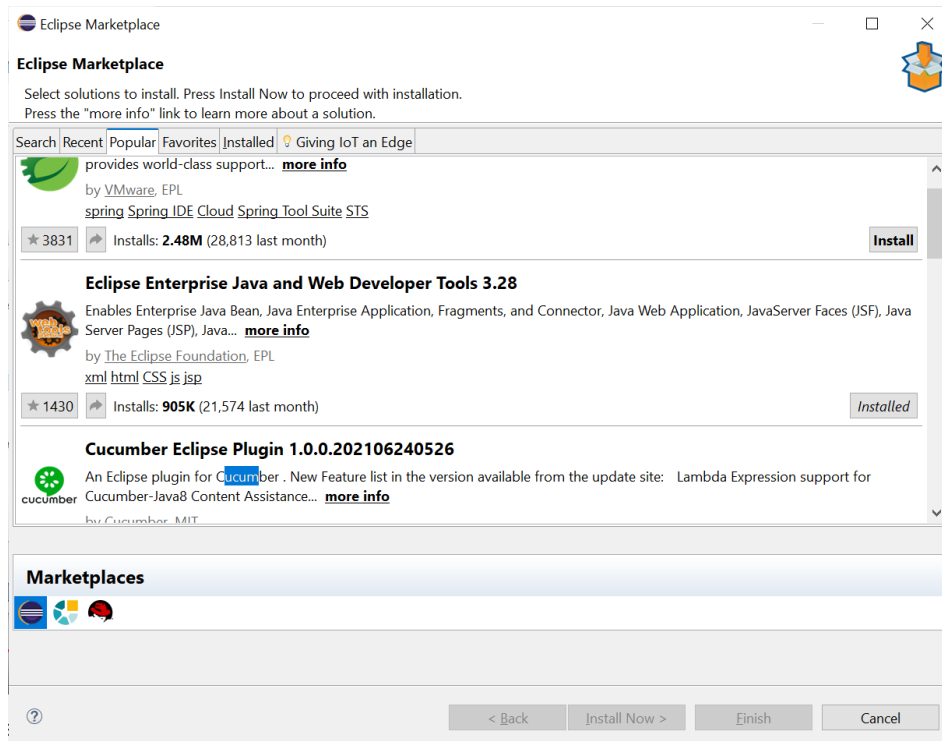 Eclipse Marketplace
Eclipse Marketplace
Select solutions to install. Press Install Now to proceed with installation.
Press the "more info" link to learn more about a solution.
Search Recent Popular Favorites Installed Giving IoT an Edge
provides world-class support... more info
by VMware, EPL
spring Spring IDE Cloud Spring Tool Suite STS
3831 Installs: 2.48M (28,813 last month) Install
Eclipse Enterprise Java and Web Developer Tools 3.28
Enables Enterprise Java Bean, Java Enterprise Application, Fragments, and Connector, Java Web Application, JavaServer Faces (JSF), Java
Server Pages (JSP), Java... more info
web tools
by The Eclipse Foundation, EPL
xml html CSS js jsp
1430 Installs: 905K (21,574 last month) Installed
Cucumber Eclipse Plugin 1.0.0.202106240526
An Eclipse plugin for Cucumber . New Feature list in the version available from the update site: Lambda Expression support for
Cucumber-Java8 Content Assistance... more info
cucumber
by Cucumber, MIT
Marketplaces
? < Back Install Now > Finish Cancel